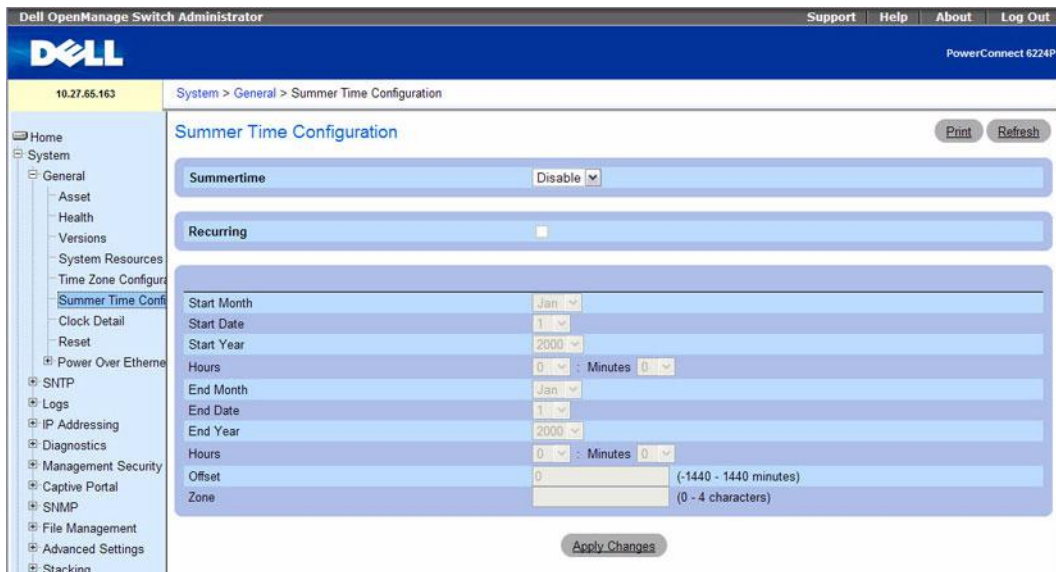 Dell OpenManage Switch Administrator
Support Help About Log Out
DELL
PowerConnect 6224P
10.27.65.163
System > General > Summer Time Configuration
Home
System
General
Asset
Health
Versions
System Resources
Time Zone Configura
Summer Time Confi
Clock Detail
Reset
Power Over Etherne
SNTP
Logs
IP Addressing
Diagnostics
Management Security
Captive Portal
SNMP
File Management
Advanced Settings
Stacking
Summer Time Configuration
Print Refresh
Summertime Disable
Recurring
Start Month Jan
Start Date 1
Start Year 2000
Hours 0 : Minutes 0
End Month Jan
End Date 1
End Year 2000
Hours 0 : Minutes 0
Offset 0 (-1440 - 1440 minutes)
Zone (0 - 4 characters)
Apply Changes